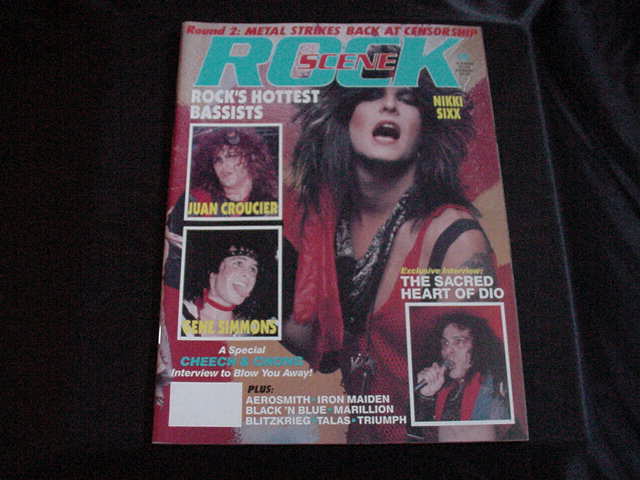 Round 2: METAL STRIKES BACK AT CENSORSHIP
ROCK
SCENE
ROCK'S HOTTEST
BASSISTS
NIKKI
SIXX
JUAN CROUCIER
GENE SIMMONS
Exclusive Interview:
THE SACRED
HEART OF DIO
A Special
CHEECH & CHONG
Interview to Blow You Away!
PLUS:
AEROSMITH • IRON MAIDEN
BLACK 'N BLUE • MARILLION
BLITZKRIEG • TALAS • TRIUMPH